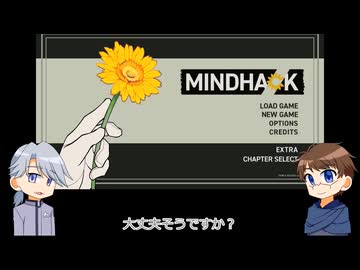 MINDHACK
LOAD GAME
NEW GAME
OPTIONS
CREDITS
EXTRA
CHAPTER SELECT
大丈夫そうですか？